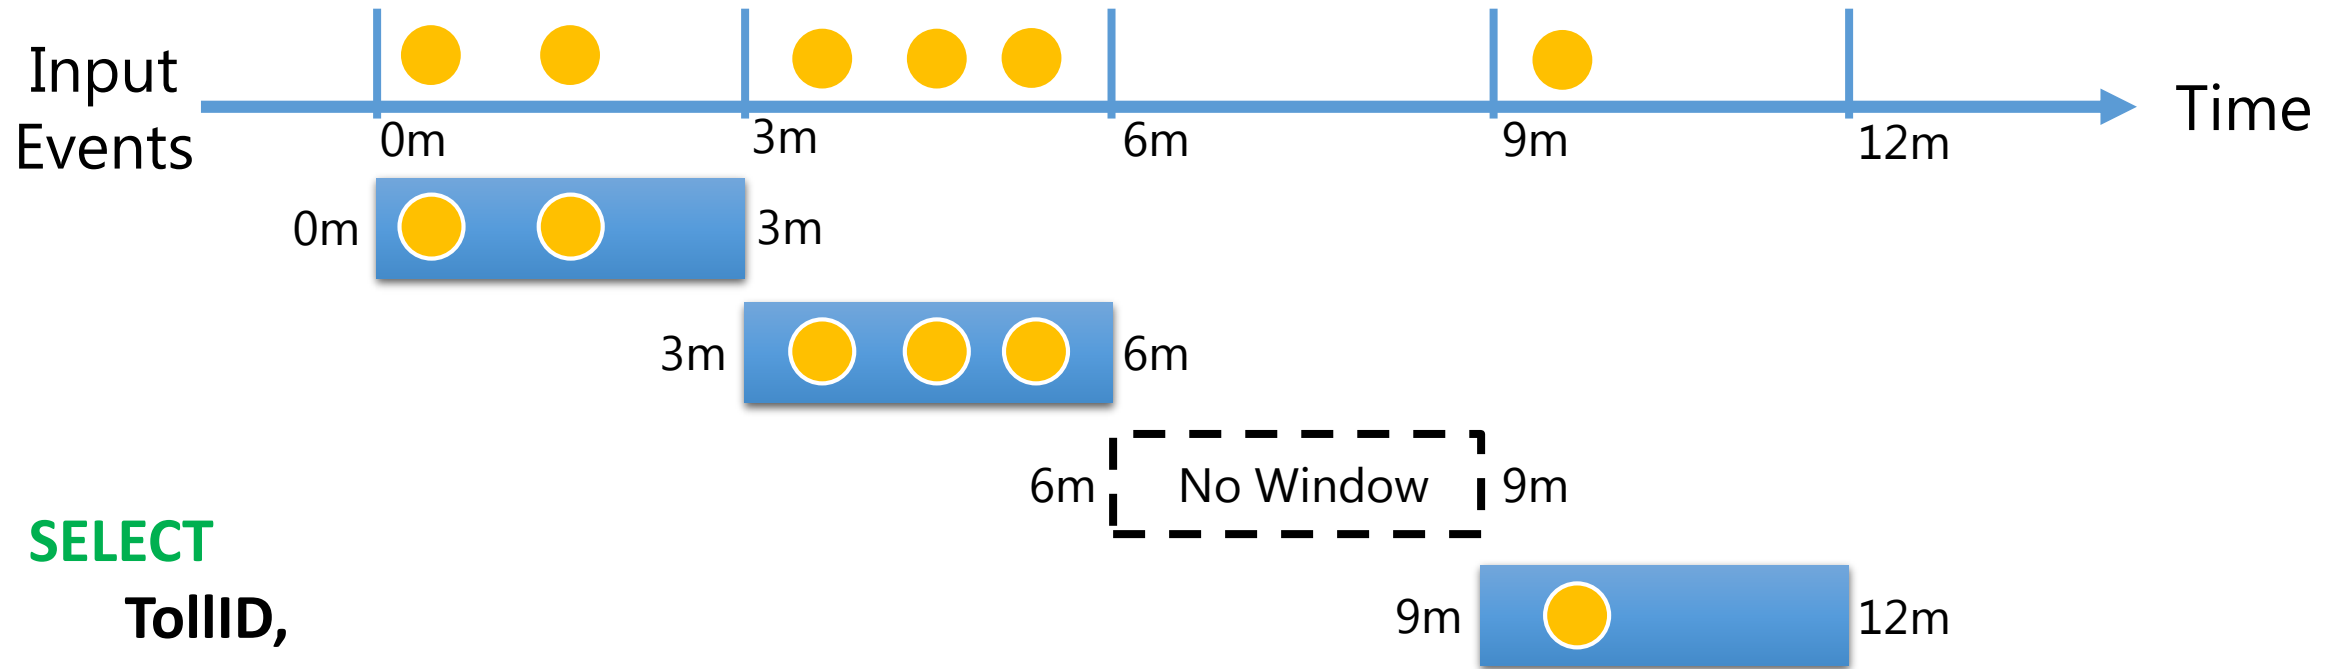 Input
Events
Time
0m
3m
6m
9m
12m
0m
3m
3m
6m
6m
No Window
9m
SELECT
TollID,
9m
12m